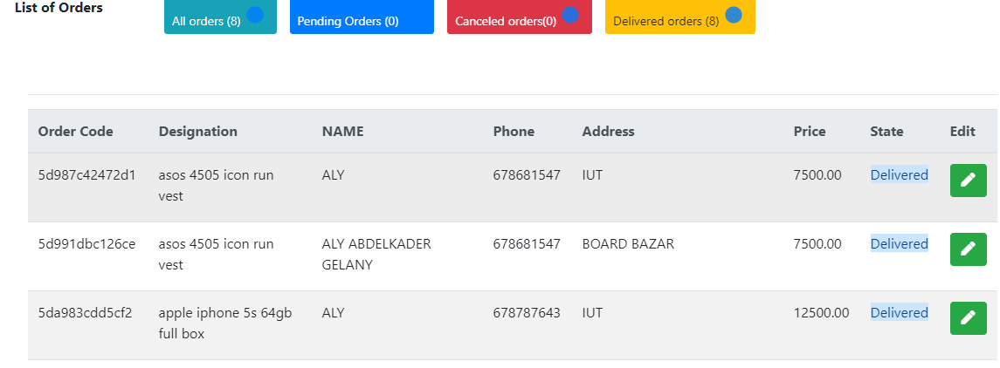 List of Orders
All orders (8) Pending Orders (0) Canceled orders(0) Delivered orders (8)
Order Code Designation NAME Phone Address Price State Edit
5d987c42472d1 asos 4505 icon run vest ALY 678681547 IUT 7500.00 Delivered
5d991dbc126ce asos 4505 icon run vest ALY ABDELKADER GELANY 678681547 BOARD BAZAR 7500.00 Delivered
5da983cdd5cf2 apple iphone 5s 64gb full box ALY 678787643 IUT 12500.00 Delivered